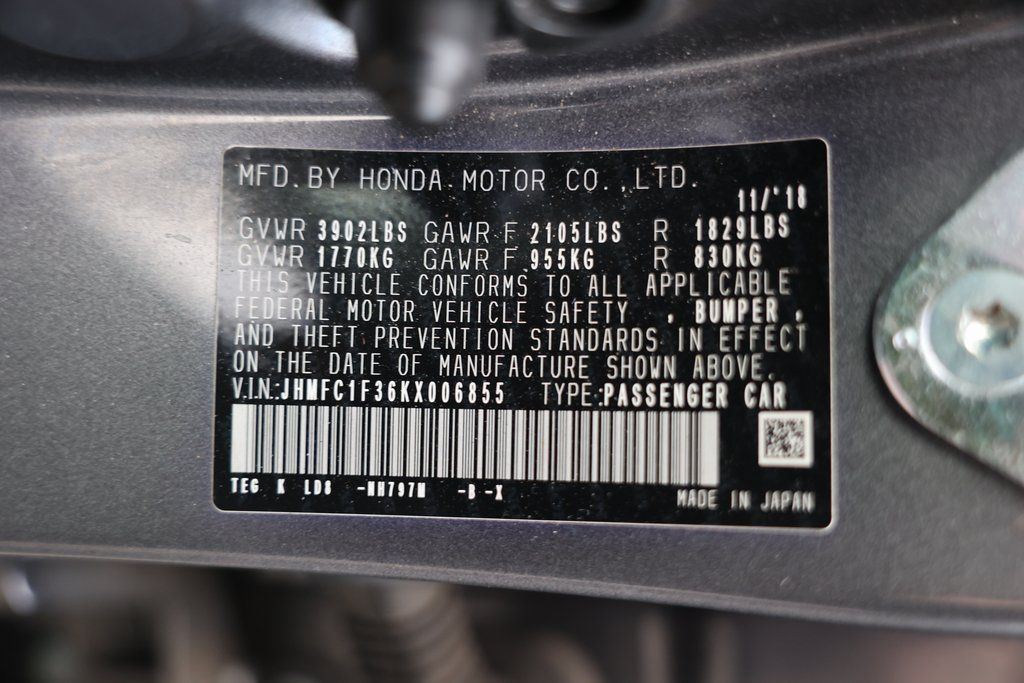 MFD. BY HONDA MOTOR CO., LTD.
11/'18
GVWR 3902LBS GAWR F 2105LBS R 1829LBS
GVWR 1770KG GAWR F 955KG R 830KG
THIS VEHICLE CONFORMS TO ALL APPLICABLE
FEDERAL MOTOR VEHICLE SAFETY , BUMPER ,
AND THEFT PREVENTION STANDARDS IN EFFECT
ON THE DATE OF MANUFACTURE SHOWN ABOVE.
V.I.N.:JHMFC1F36KX006855 TYPE:PASSENGER CAR
TEG K LD8 -NH797M -B -X
MADE IN JAPAN